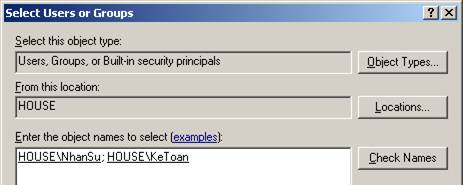 Select Users or Groups
Select this object type:
Users, Groups, or Built-in security principals
Object Types...
From this location:
HOUSE
Locations...
Enter the object names to select (examples):
HOUSE\NhanSu; HOUSE\KeToan
Check Names